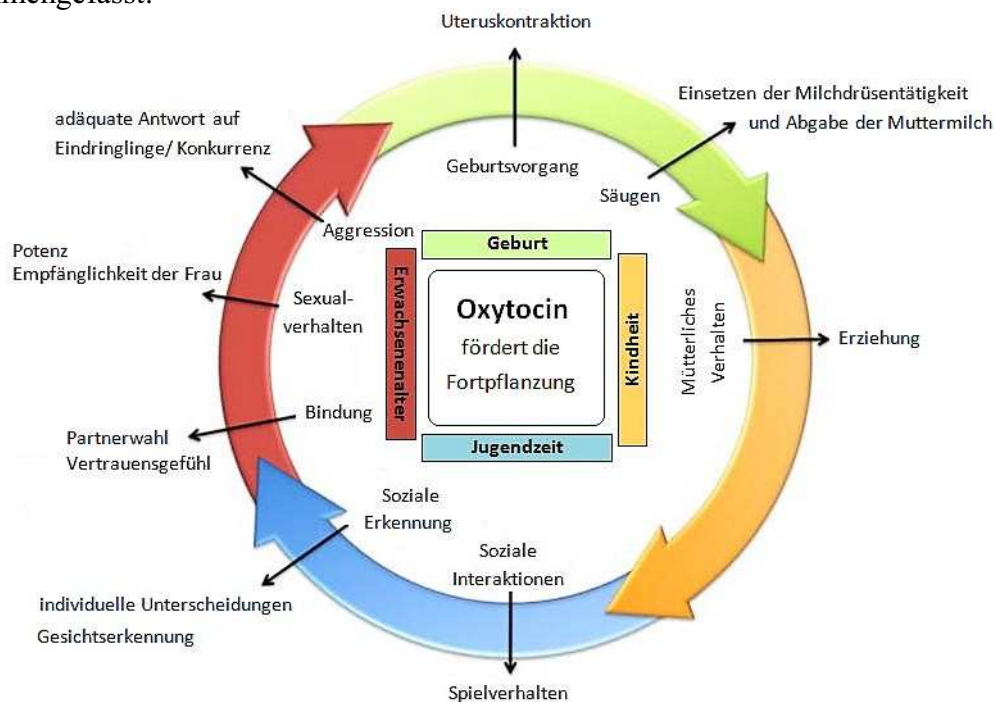 Uteruskontraktion
Einsetzen der Milchdrüsentätigkeit
und Abgabe der Muttermilch
adäquate Antwort auf
Eindringlinge/ Konkurrenz
Geburtsvorgang
Säugen
Aggression
Geburt
Potenz
Empfänglichkeit der Frau
Sexual-
verhalten
Erwachsenenalter
Oxytocin
fördert die
Fortpflanzung
Kindheit
Mütterliches
Verhalten
Erziehung
Bindung
Partnerwahl
Vertrauensgefühl
Jugendzeit
Soziale
Erkennung
Soziale
Interaktionen
individuelle Unterscheidungen
Gesichtserkennung
Spielverhalten